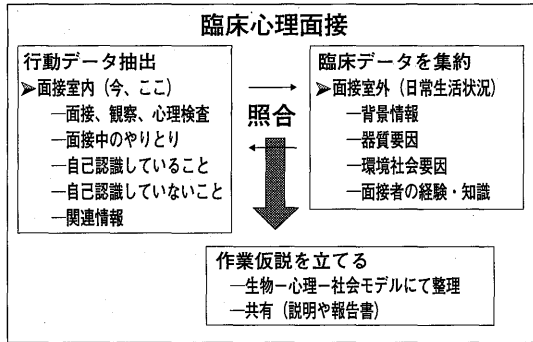 臨床心理面接
行動データ抽出
➢面接室内（今、ここ）
―面接、観察、心理検査
―面接中のやりとり
―自己認識していること
―自己認識していないこと
―関連情報
照合
臨床データを集約
➢面接室外（日常生活状況）
―背景情報
―器質要因
―環境社会要因
―面接者の経験・知識
作業仮説を立てる
―生物－心理－社会モデルにて整理
―共有（説明や報告書）